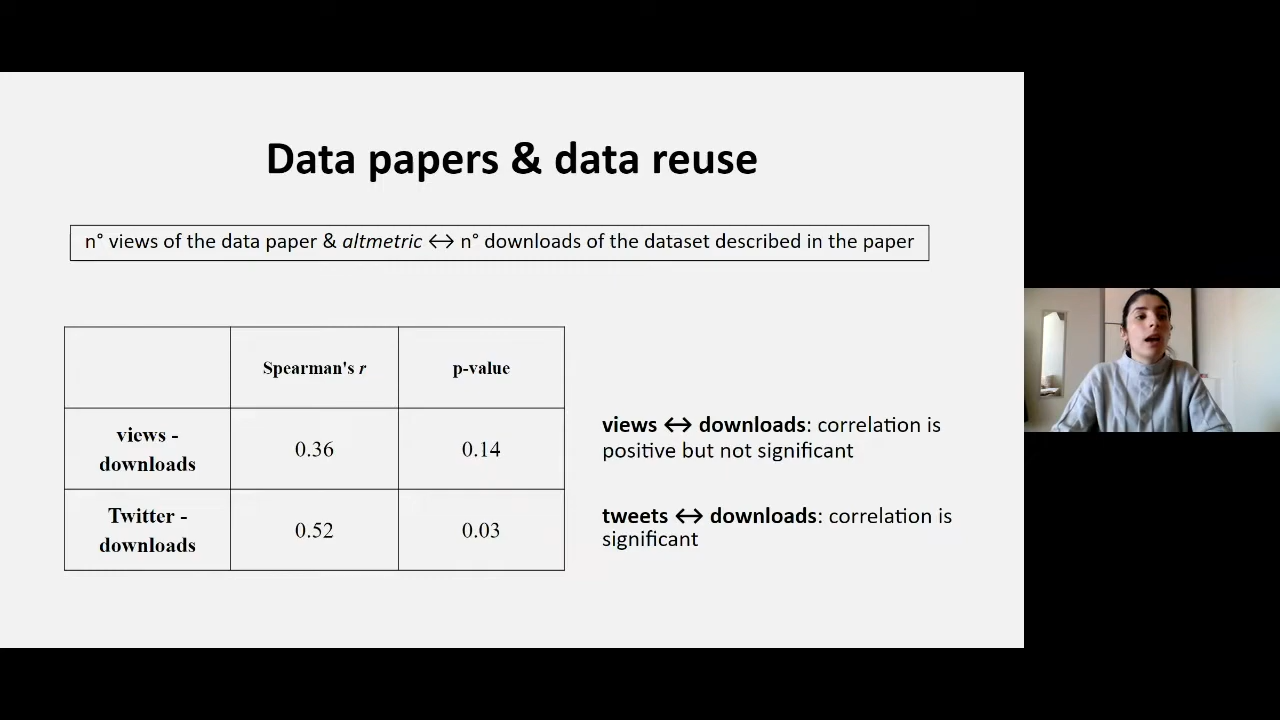 Data papers & data reuse
n° views of the data paper & altmetric ↔ n° downloads of the dataset described in the paper
Spearman's r
p-value
views -
downloads
0.36
0.14
Twitter -
downloads
0.52
0.03
views ↔ downloads: correlation is
positive but not significant
tweets ↔ downloads: correlation is
significant